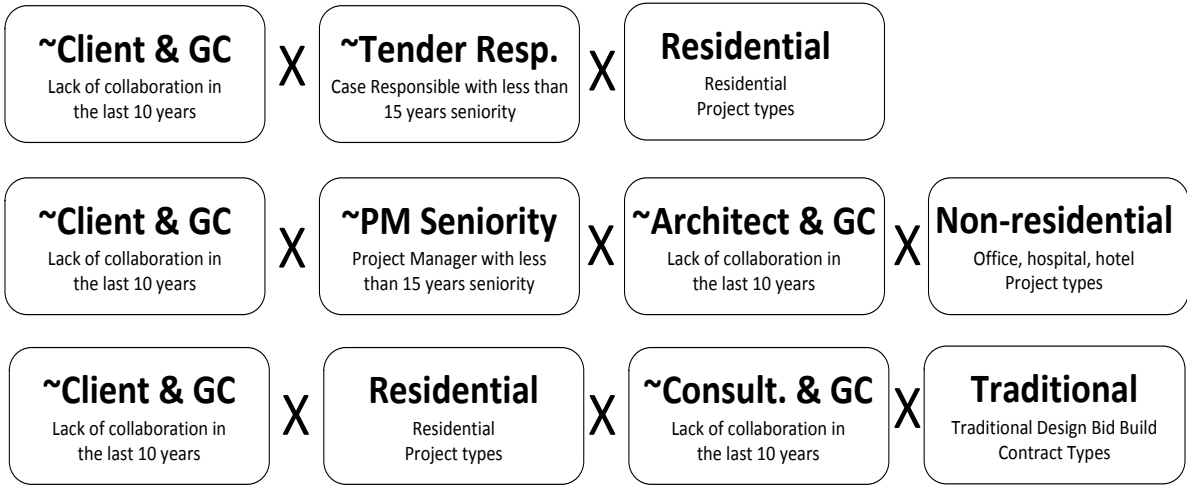 ~Client & GC
Lack of collaboration in
the last 10 years
X
~Tender Resp.
Case Responsible with less than
15 years seniority
X
Residential
Residential
Project types
~Client & GC
Lack of collaboration in
the last 10 years
X
~PM Seniority
Project Manager with less
than 15 years seniority
X
~Architect & GC
Lack of collaboration in
the last 10 years
X
Non-residential
Office, hospital, hotel
Project types
~Client & GC
Lack of collaboration in
the last 10 years
X
Residential
Residential
Project types
X
~Consult. & GC
Lack of collaboration in
the last 10 years
X
Traditional
Traditional Design Bid Build
Contract Types